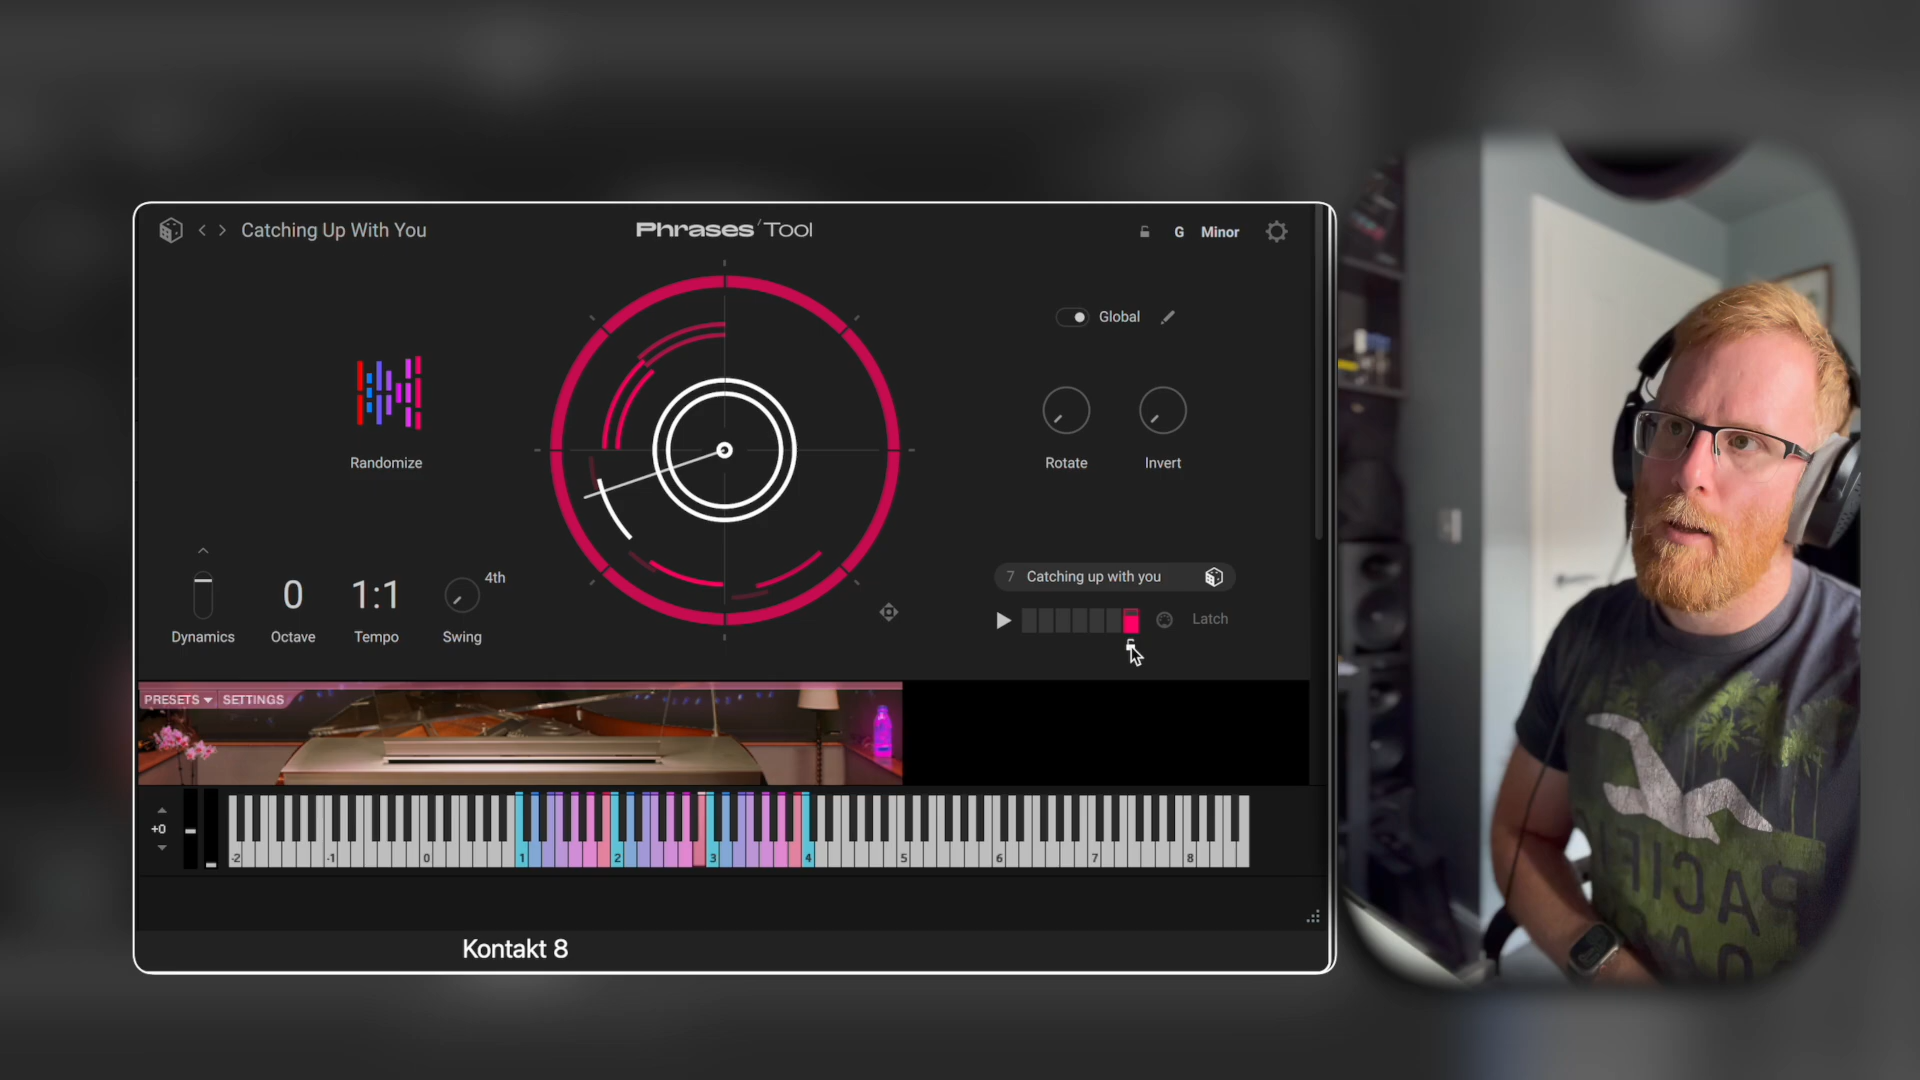 Catching Up With You
Phrases Tool
G Minor
Global
Randomize
Rotate
Invert
4th
0
1:1
Dynamics
Octave
Tempo
Swing
7 Catching up with you
Latch
PRESETS SETTINGS
+0
-2 -1 0 1 2 3 4 5 6 7 8
Kontakt 8
PACIFIC